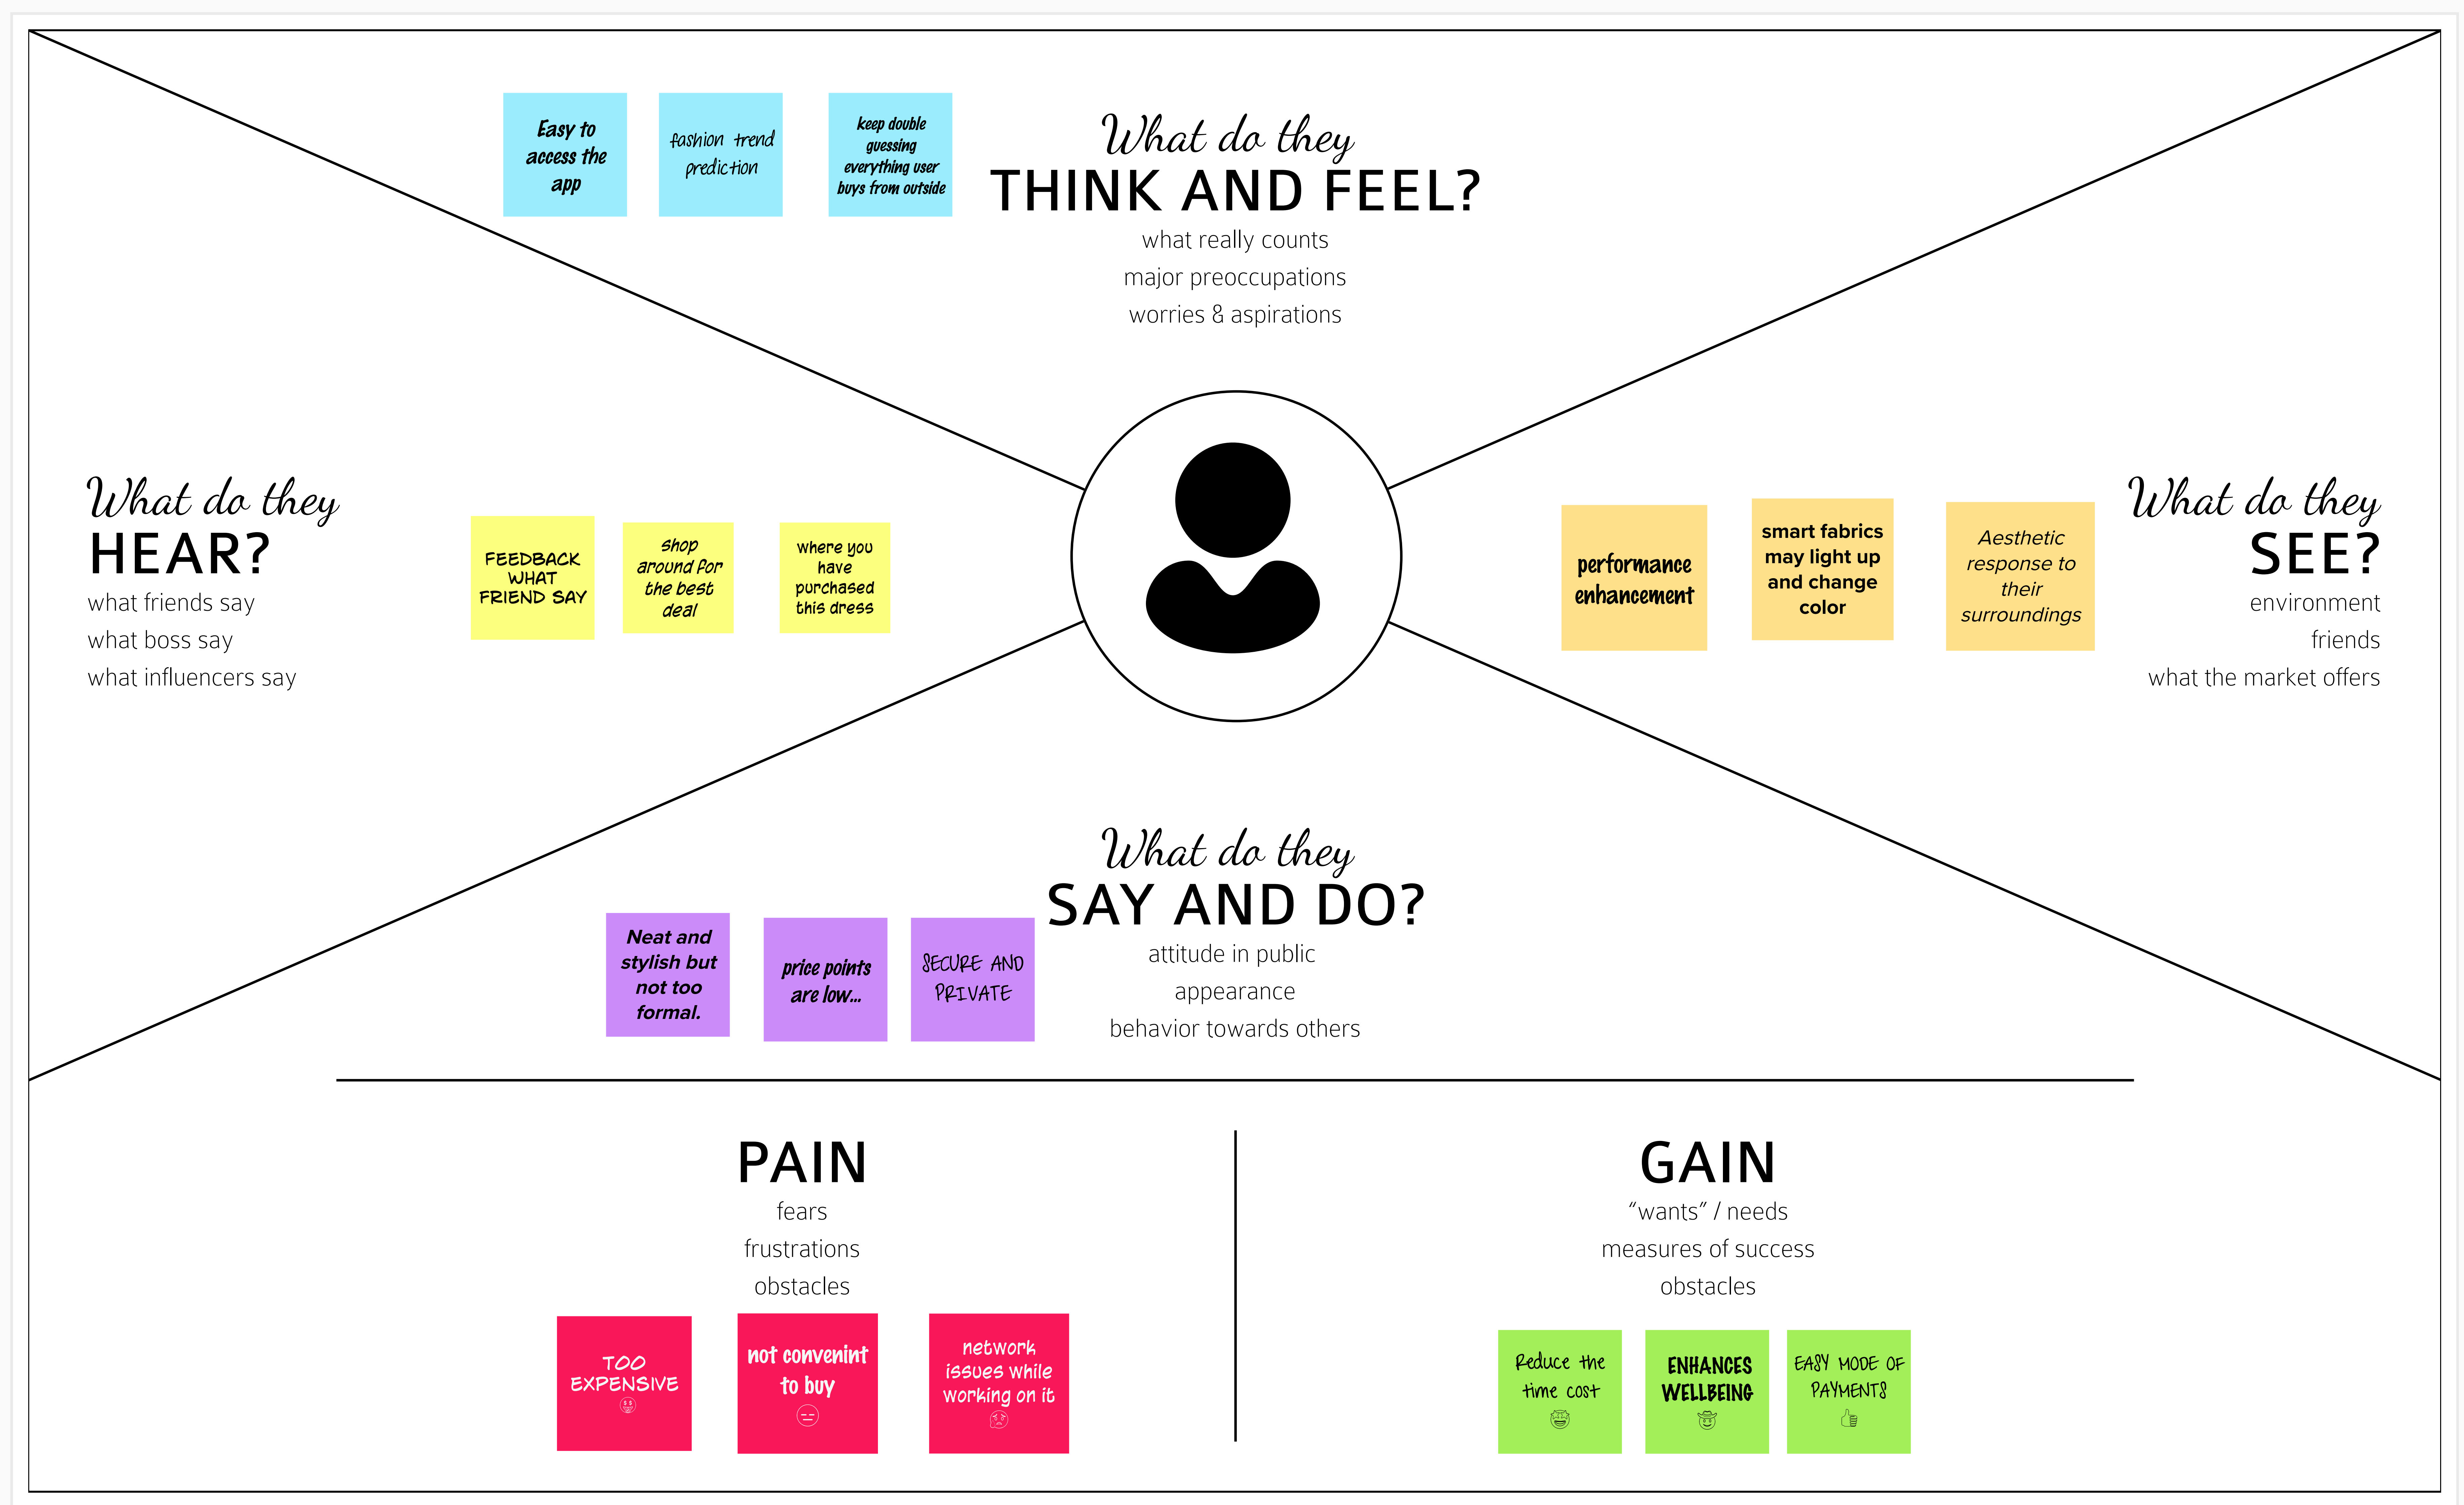 Easy to
access the
app
fashion trend
prediction
keep double
guessing
everything user
buys from outside
What do they
THINK AND FEEL?
what really counts
major preoccupations
worries & aspirations
What do they
HEAR?
what friends say
what boss say
what influencers say
FEEDBACK
WHAT
FRIEND SAY
shop
around for
the best
deal
where you
have
purchased
this dress
performance
enhancement
smart fabrics
may light up
and change
color
Aesthetic
response to
their
surroundings
What do they
SEE?
environment
friends
what the market offers
What do they
SAY AND DO?
attitude in public
appearance
behavior towards others
Neat and
stylish but
not too
formal.
price points
are low...
SECURE AND
PRIVATE
PAIN
fears
frustrations
obstacles
TOO
EXPENSIVE
not convenint
to buy
network
issues while
working on it
GAIN
“wants” / needs
measures of success
obstacles
Reduce the
time cost
ENHANCES
WELLBEING
EASY MODE OF
PAYMENTS